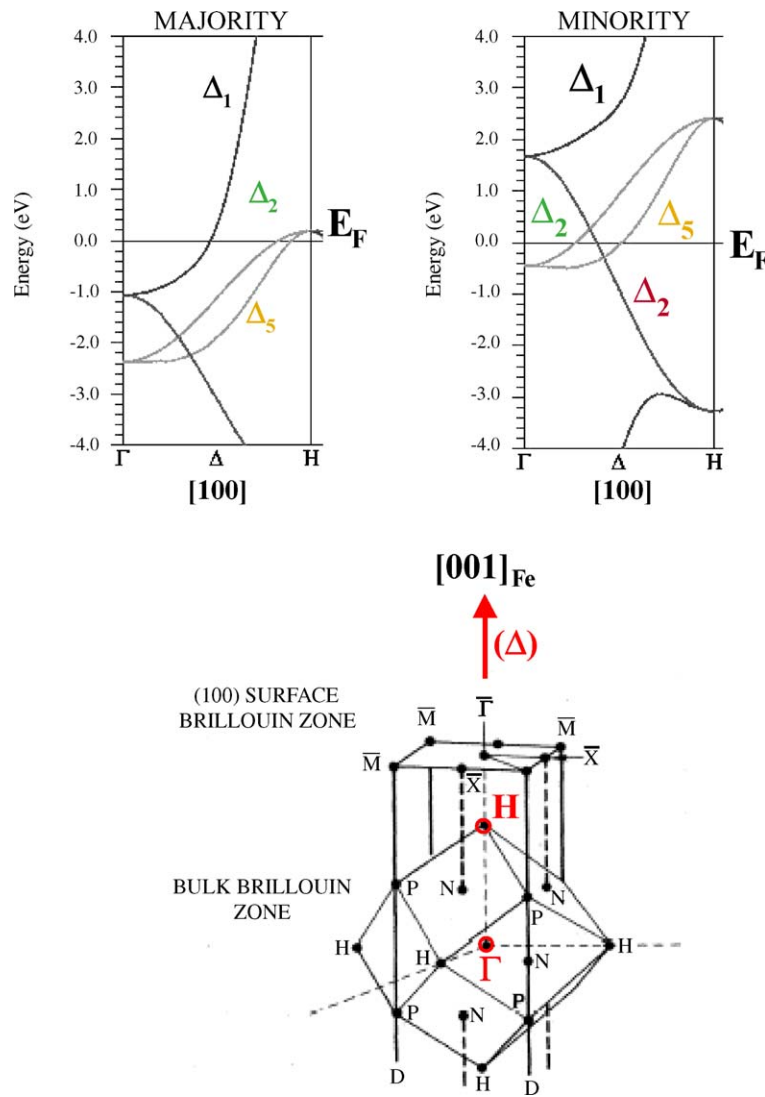 MAJORITY
4.0
3.0
2.0
1.0
0.0
-1.0
-2.0
-3.0
-4.0
Energy (eV)
Δ1
Δ2
Δ5
EF
Γ Δ H
[100]
MINORITY
4.0
3.0
2.0
1.0
0.0
-1.0
-2.0
-3.0
-4.0
Energy (eV)
Δ1
Δ2
Δ5
Δ2
EF
Γ Δ H
[100]
[001]Fe
(Δ)
(100) SURFACE
BRILLOUIN ZONE
M̅ Γ̅ M̅
M̅ X̅ X̅
H
BULK BRILLOUIN
ZONE
P N N
P
H H Γ N H
P N P
D H D